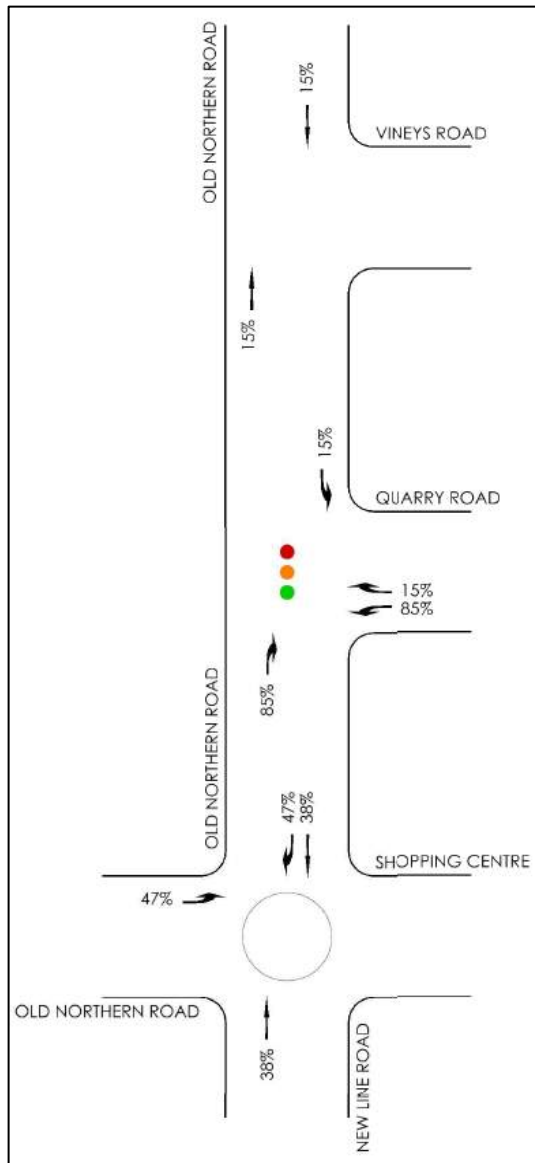 OLD NORTHERN ROAD
15%
VINEYS ROAD
15%
15%
QUARRY ROAD
15%
85%
85%
OLD NORTHERN ROAD
47%
38%
SHOPPING CENTRE
47%
OLD NORTHERN ROAD
38%
NEW LINE ROAD